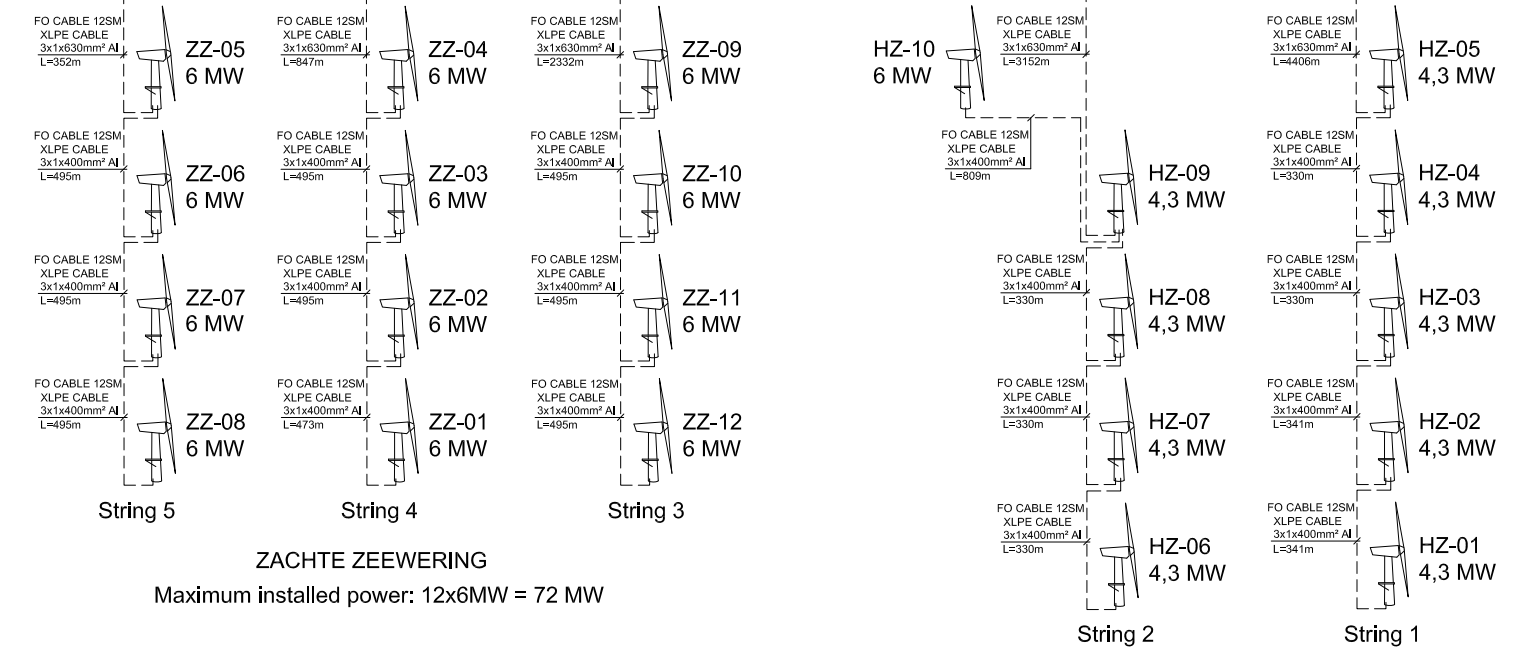 FO CABLE 12SM
XLPE CABLE
3x1x630mm² Al
L=352m
ZZ-05
6 MW
FO CABLE 12SM
XLPE CABLE
3x1x400mm² Al
L=495m
ZZ-06
6 MW
FO CABLE 12SM
XLPE CABLE
3x1x400mm² Al
L=495m
ZZ-07
6 MW
FO CABLE 12SM
XLPE CABLE
3x1x400mm² Al
L=495m
ZZ-08
6 MW
String 5
FO CABLE 12SM
XLPE CABLE
3x1x630mm² Al
L=847m
ZZ-04
6 MW
FO CABLE 12SM
XLPE CABLE
3x1x400mm² Al
L=495m
ZZ-03
6 MW
FO CABLE 12SM
XLPE CABLE
3x1x400mm² Al
L=495m
ZZ-02
6 MW
FO CABLE 12SM
XLPE CABLE
3x1x400mm² Al
L=473m
ZZ-01
6 MW
String 4
FO CABLE 12SM
XLPE CABLE
3x1x630mm² Al
L=2332m
ZZ-09
6 MW
FO CABLE 12SM
XLPE CABLE
3x1x400mm² Al
L=495m
ZZ-10
6 MW
FO CABLE 12SM
XLPE CABLE
3x1x400mm² Al
L=495m
ZZ-11
6 MW
FO CABLE 12SM
XLPE CABLE
3x1x400mm² Al
L=495m
ZZ-12
6 MW
String 3
ZACHTE ZEEWERING
Maximum installed power: 12x6MW = 72 MW
HZ-10
6 MW
FO CABLE 12SM
XLPE CABLE
3x1x630mm² Al
L=3152m
FO CABLE 12SM
XLPE CABLE
3x1x400mm² Al
L=809m
HZ-09
4,3 MW
FO CABLE 12SM
XLPE CABLE
3x1x400mm² Al
L=330m
HZ-08
4,3 MW
FO CABLE 12SM
XLPE CABLE
3x1x400mm² Al
L=330m
HZ-07
4,3 MW
FO CABLE 12SM
XLPE CABLE
3x1x400mm² Al
L=330m
HZ-06
4,3 MW
String 2
FO CABLE 12SM
XLPE CABLE
3x1x630mm² Al
L=4406m
HZ-05
4,3 MW
FO CABLE 12SM
XLPE CABLE
3x1x400mm² Al
L=330m
HZ-04
4,3 MW
FO CABLE 12SM
XLPE CABLE
3x1x400mm² Al
L=330m
HZ-03
4,3 MW
FO CABLE 12SM
XLPE CABLE
3x1x400mm² Al
L=341m
HZ-02
4,3 MW
FO CABLE 12SM
XLPE CABLE
3x1x400mm² Al
L=341m
HZ-01
4,3 MW
String 1